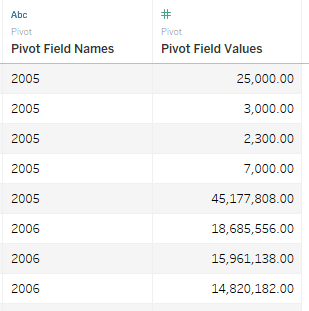 Abc #
Pivot Pivot
Pivot Field Names Pivot Field Values
2005 25,000.00
2005 3,000.00
2005 2,300.00
2005 7,000.00
2005 45,177,808.00
2006 18,685,556.00
2006 15,961,138.00
2006 14,820,182.00